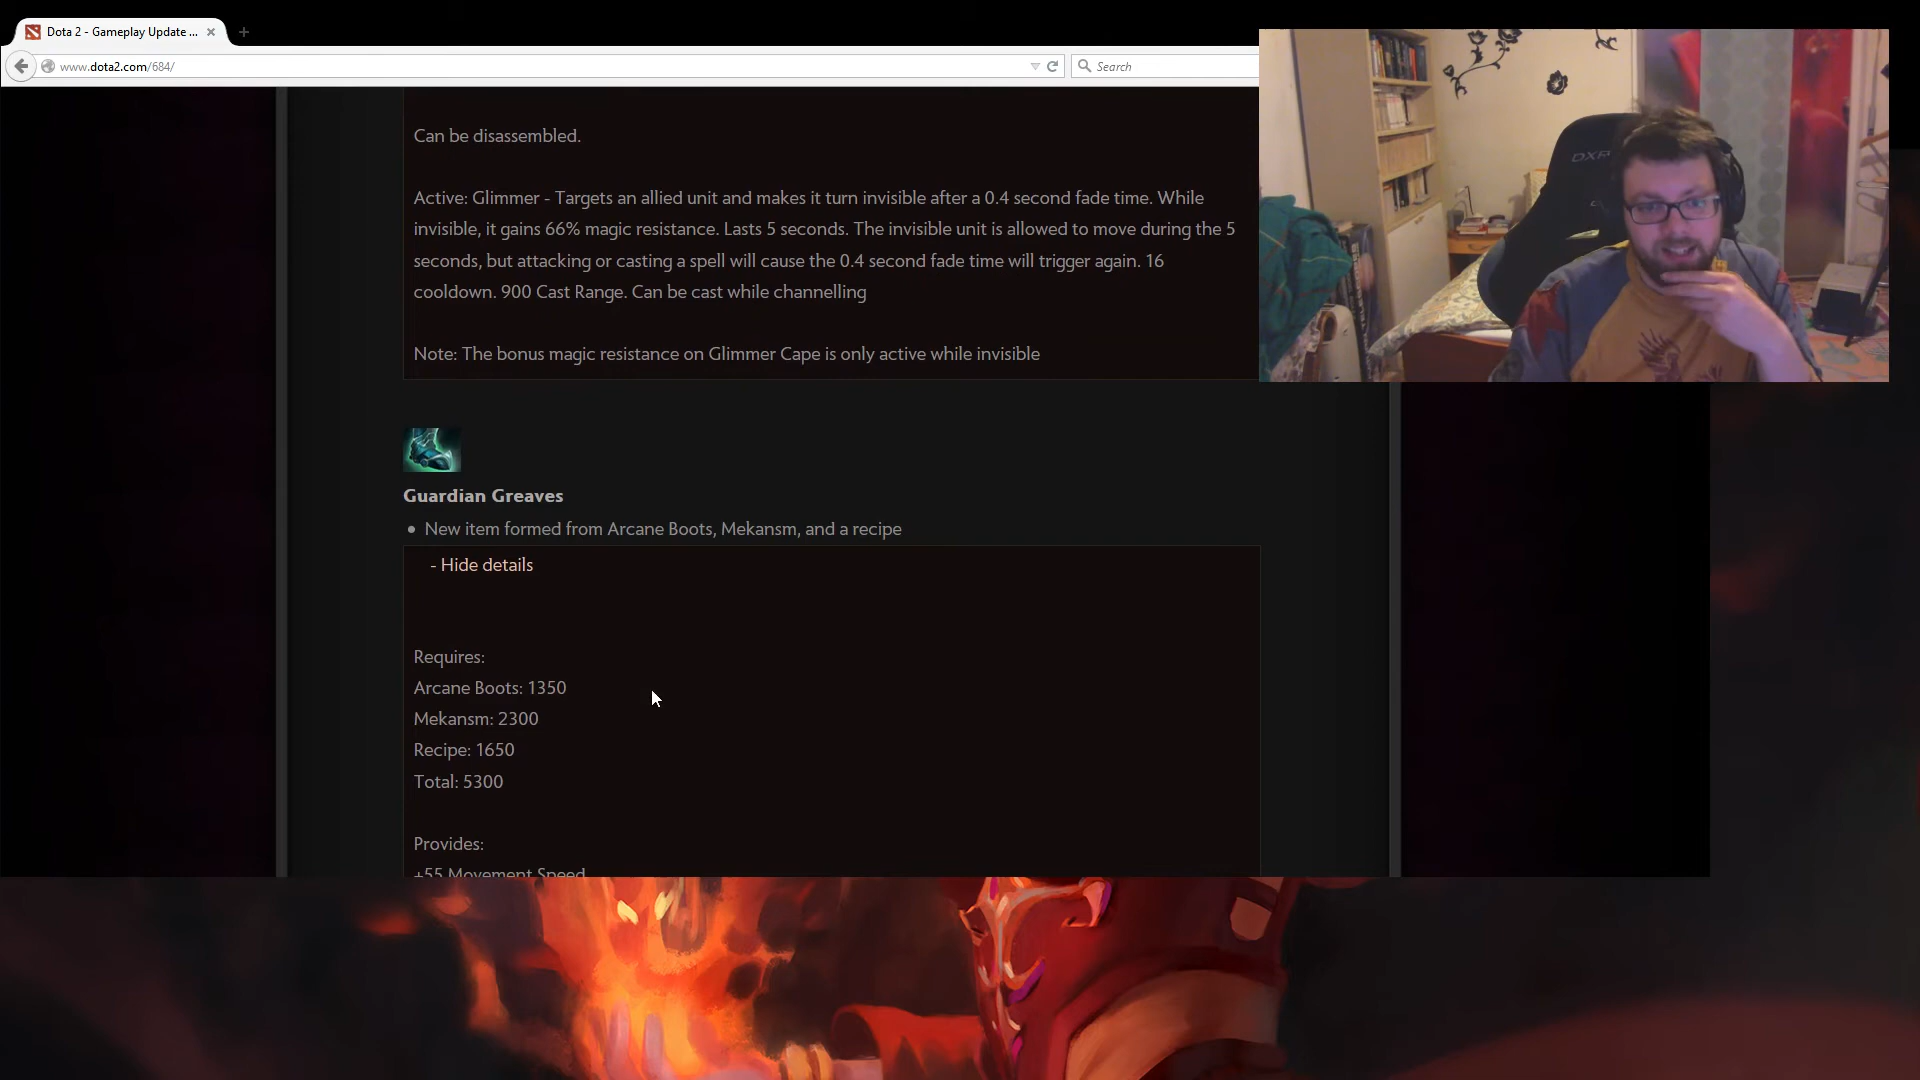 Dota 2 - Gameplay Update ...
www.dota2.com/684/
Search
Can be disassembled.
Active: Glimmer - Targets an allied unit and makes it turn invisible after a 0.4 second fade time. While
invisible, it gains 66% magic resistance. Lasts 5 seconds. The invisible unit is allowed to move during the 5
seconds, but attacking or casting a spell will cause the 0.4 second fade time will trigger again. 16
cooldown. 900 Cast Range. Can be cast while channelling
Note: The bonus magic resistance on Glimmer Cape is only active while invisible
Guardian Greaves
• New item formed from Arcane Boots, Mekansm, and a recipe
- Hide details
Requires:
Arcane Boots: 1350
Mekansm: 2300
Recipe: 1650
Total: 5300
Provides:
+55 Movement Speed